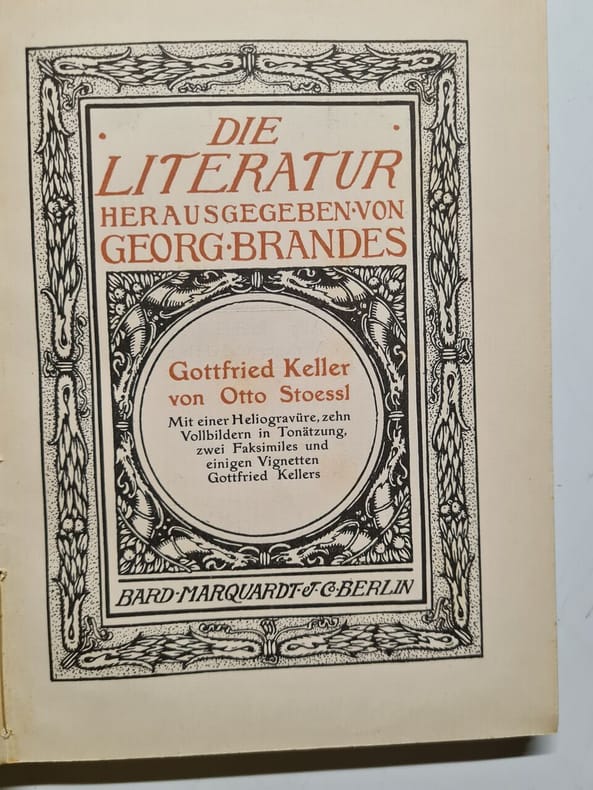 DIE
LITERATUR
HERAUSGEGEBEN·VON
GEORG·BRANDES
Gottfried Keller
von Otto Stoessl
Mit einer Heliogravüre, zehn
Vollbildern in Tonätzung,
zwei Faksimiles und
einigen Vignetten
Gottfried Kellers
BARD·MARQUARDT·&·Co·BERLIN